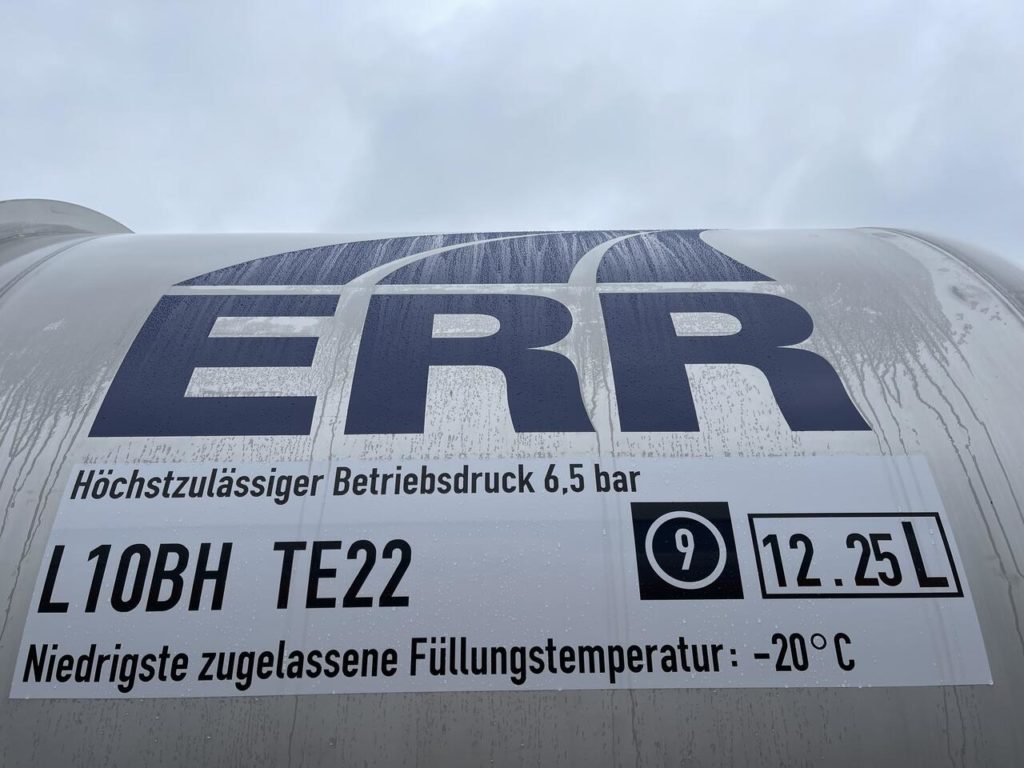 ERR
Höchstzulässiger Betriebsdruck 6,5 bar
L10BH TE22
9
12.25L
Niedrigste zugelassene Füllungstemperatur: -20°C